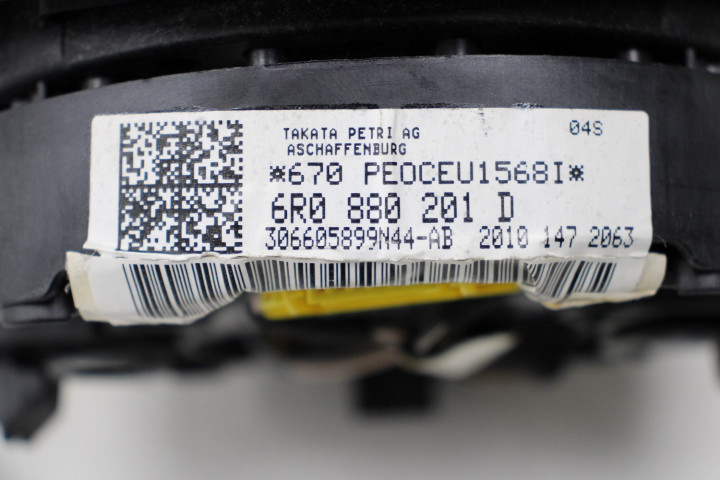 TAKATA PETRI AG 04S
ASCHAFFENBURG
*670 PEOCEU1568I*
6R0 880 201 D
306605899N44-AB 2010 147 2063